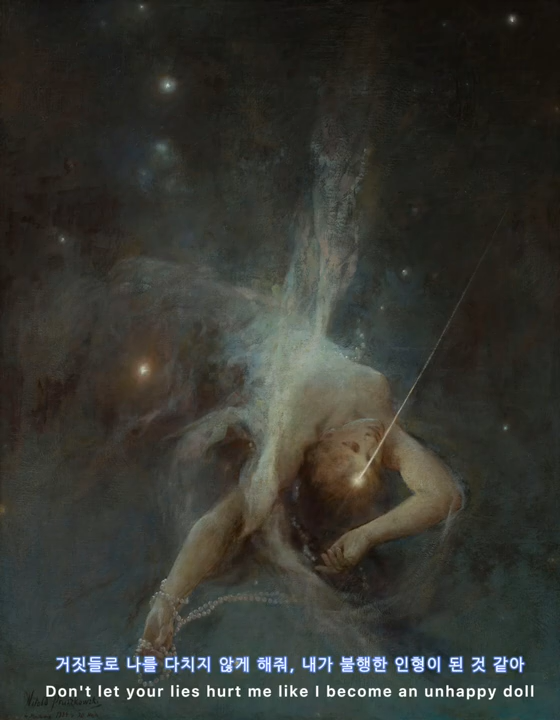 거짓들로 나를 다치지 않게 해줘, 내가 불행한 인형이 된 것 같아
Don't let your lies hurt me like I become an unhappy doll